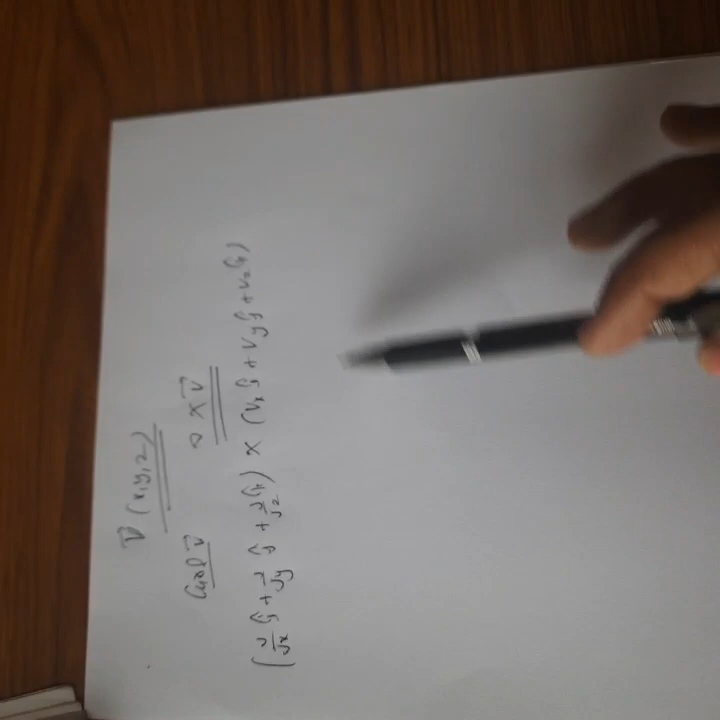 V⃗ (x,y,z)
Curl V⃗ ∇ x V⃗
(∂/∂x î + ∂/∂y ĵ + ∂/∂z k̂) x (Vx î + Vy ĵ + Vz k̂)